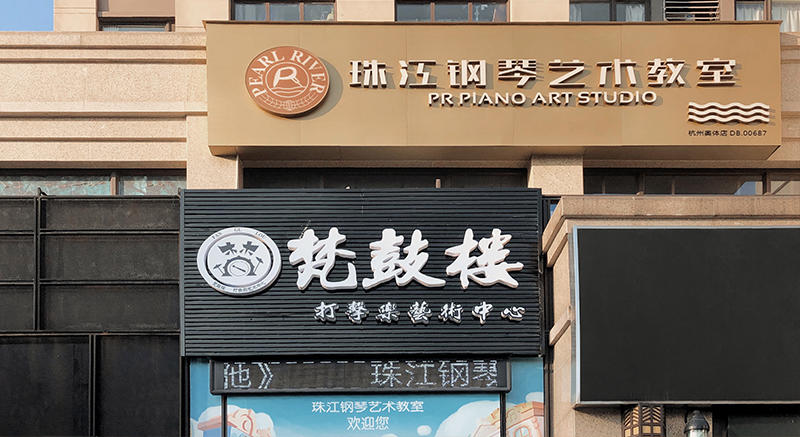 PEARL RIVER
珠江钢琴艺术教室
PR PIANO ART STUDIO
杭州奥体店 DB.00687
梵鼓楼
打擊樂藝術中心
他》 珠江钢琴
珠江钢琴艺术教室
欢迎您